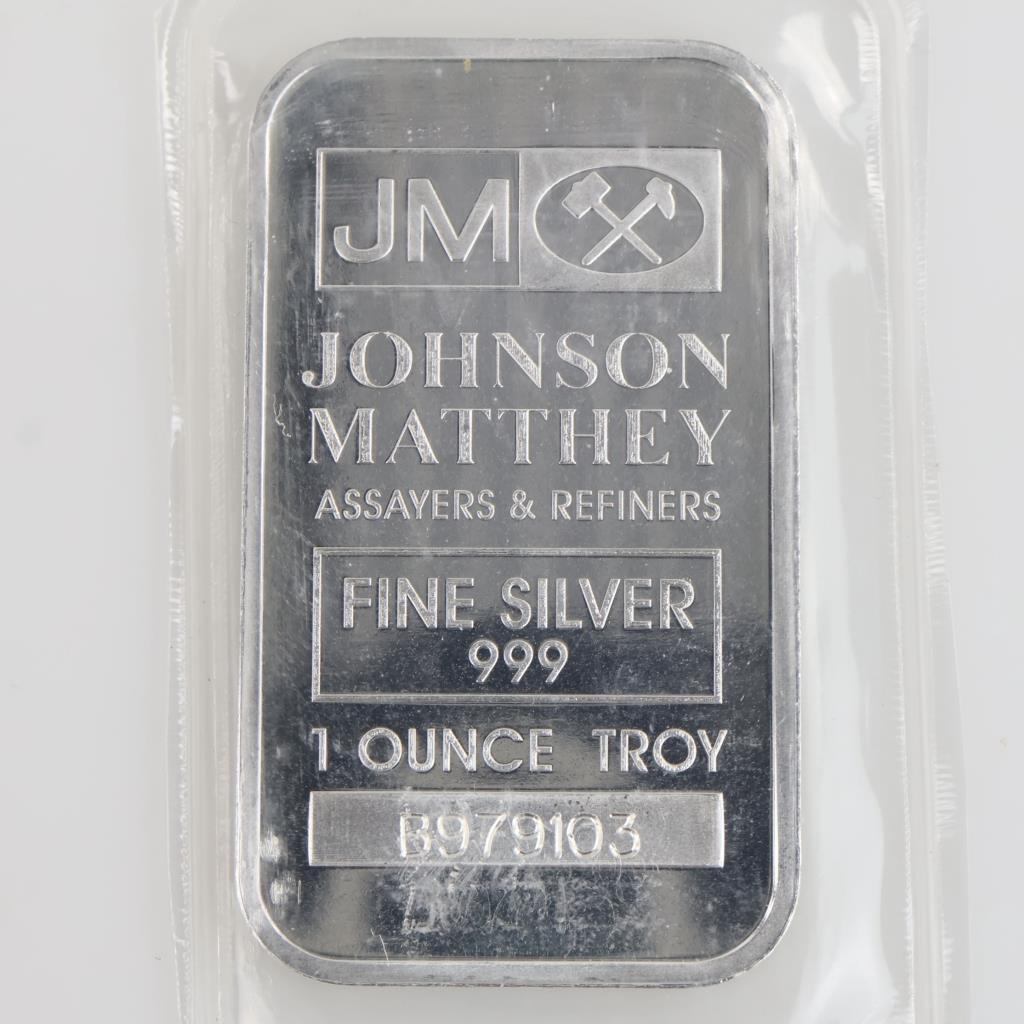 JM
JOHNSON
MATTHEY
ASSAYERS & REFINERS
FINE SILVER
999
1 OUNCE TROY
B979103